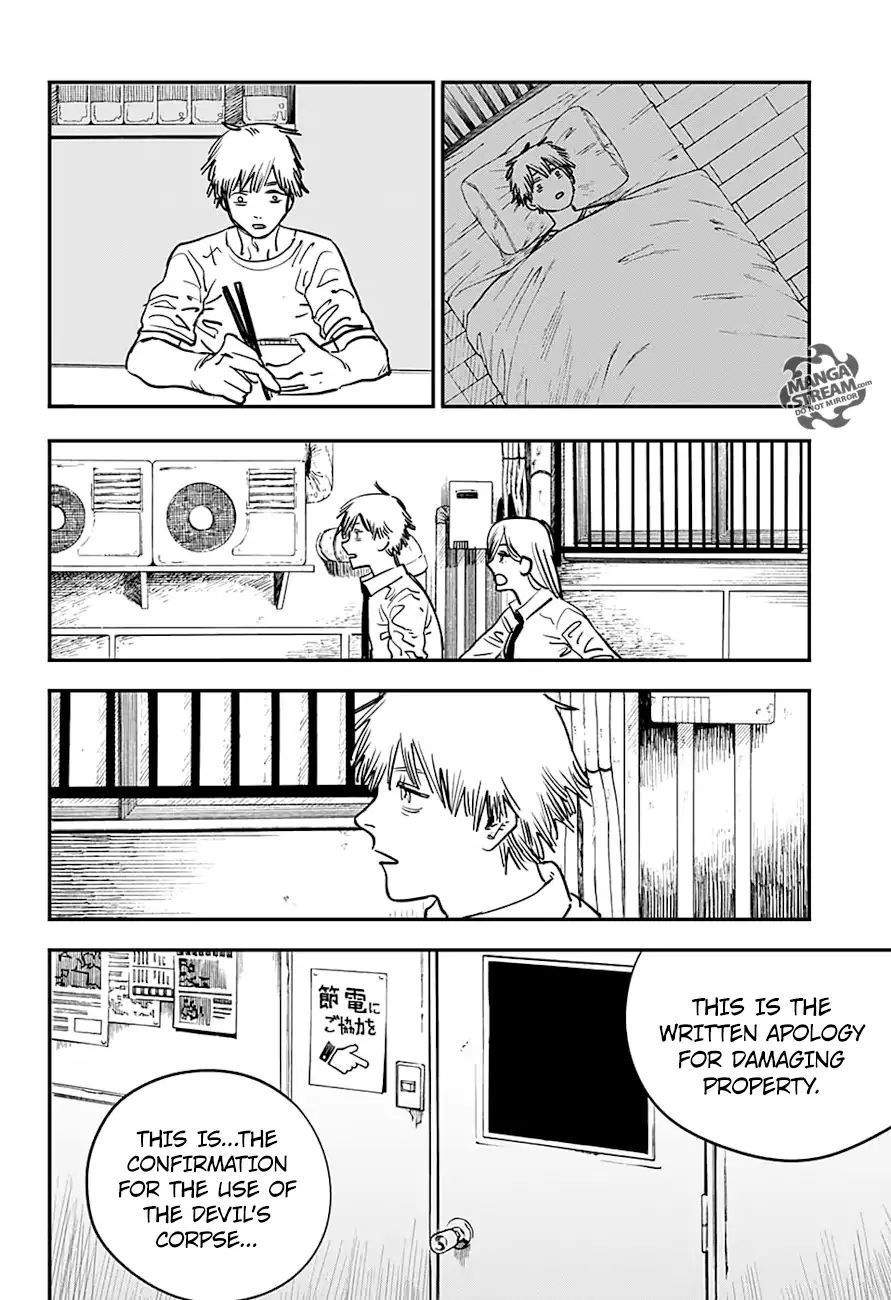 MANGA
STREAM.com
DO NOT MIRROR
THIS IS THE
WRITTEN APOLOGY
FOR DAMAGING
PROPERTY.
節電に
ご協力を
THIS IS...THE
CONFIRMATION
FOR THE USE OF
THE DEVIL'S
CORPSE...